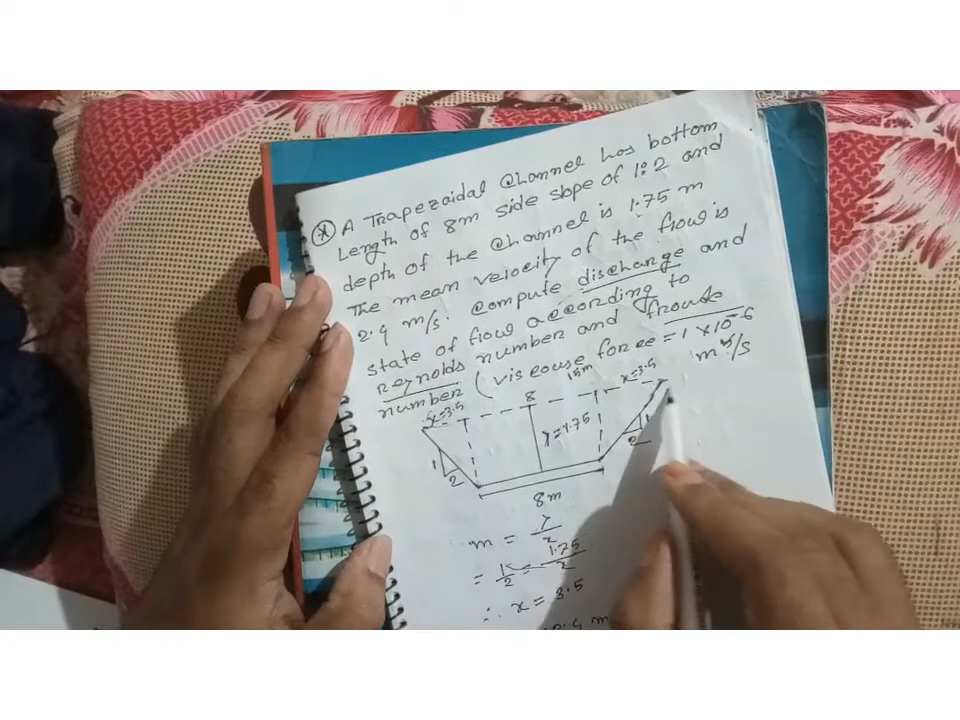 (*) A Trapezaidal Channel has bottom
Length of 8m side slope of 1:2 and
depth of the channel is 1.75 m
The mean velocity of the flow is
2.4 m/s. compute dischange and
state of flow according to
Reynolds number and froude
number (viscouse force = 1 × 10⁻⁶
m²/s
15m
x=3.5
x=3.5
8
y=1.75
1
2
1
2
8m
m = y/x
= 1/2 = 1.75/x
∴ x = 3.5